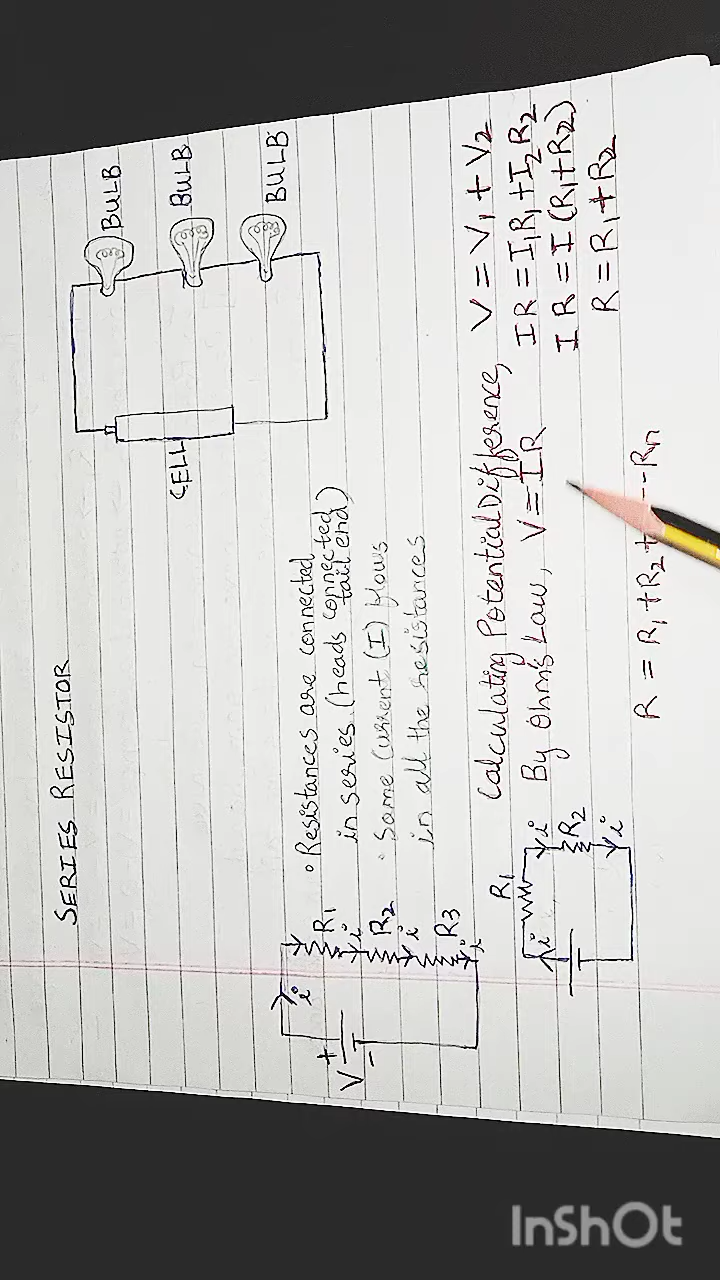 SERIES RESISTOR
BULB
BULB
BULB
CELL
V + -
i
R1
i
R2
i
R3
i
• Resistances are connected
in series (heads connected
tail end)
• Same Current (I) flows
in all the resistances
Calculating Potential Difference,
By Ohm's Law, V = IR
V = V1 + V2
IR = I1R1 + I2R2
IR = I(R1+R2)
R = R1+R2
R1
i
i
R2
i
R = R1 + R2 + --Rn
InShOt